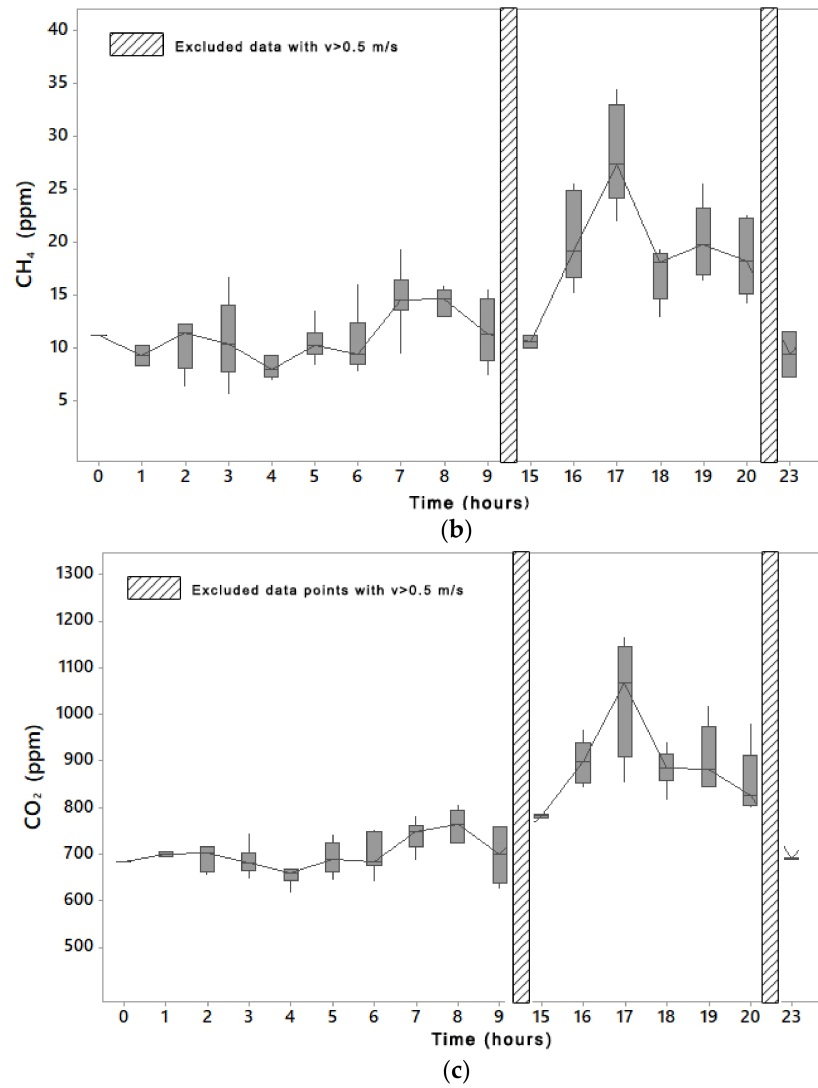 40
Excluded data with v>0.5 m/s
35
30
25
20
15
10
5
CH₄ (ppm)
0 1 2 3 4 5 6 7 8 9 15 16 17 18 19 20 23
Time (hours)
(b)
1300
Excluded data points with v>0.5 m/s
1200
1100
1000
900
800
700
600
500
CO₂ (ppm)
0 1 2 3 4 5 6 7 8 9 15 16 17 18 19 20 23
Time (hours)
(c)